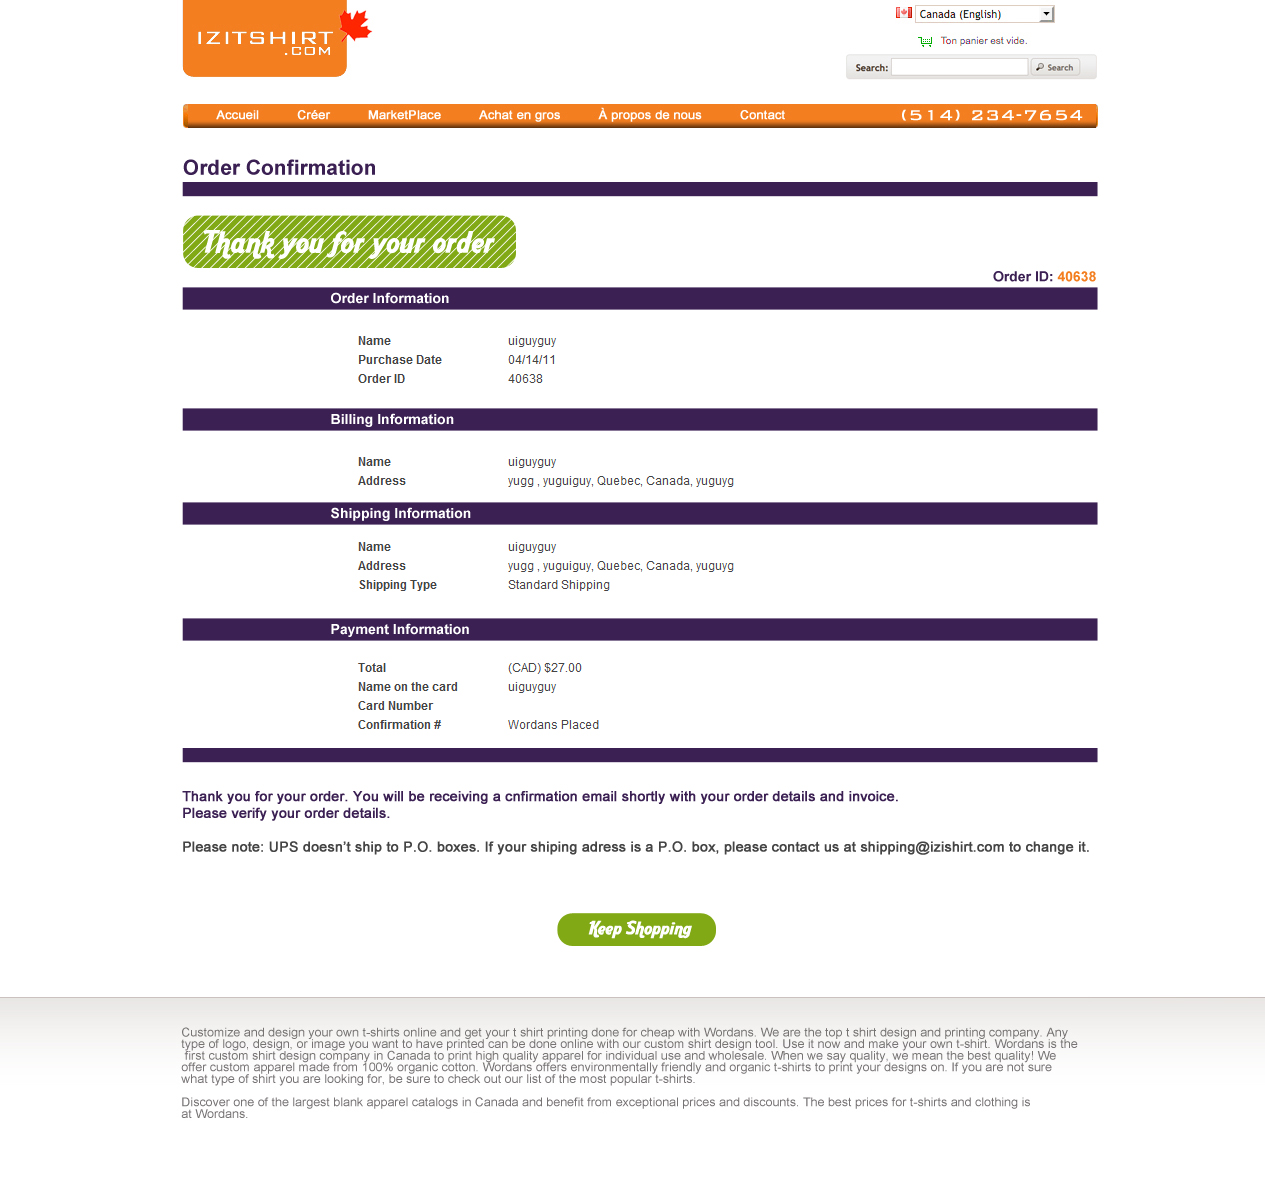 IZITSHIRT
.COM
Canada (English)
Ton panier est vide.
Search:
Search
Accueil
Créer
MarketPlace
Achat en gros
À propos de nous
Contact
(514) 234-7654
Order Confirmation
Thank you for your order
Order ID: 40638
Order Information
Name uiguyguy
Purchase Date 04/14/11
Order ID 40638
Billing Information
Name uiguyguy
Address yugg , yuguiguy, Quebec, Canada, yuguyg
Shipping Information
Name uiguyguy
Address yugg , yuguiguy, Quebec, Canada, yuguyg
Shipping Type Standard Shipping
Payment Information
Total (CAD) $27.00
Name on the card uiguyguy
Card Number
Confirmation # Wordans Placed
Thank you for your order. You will be receiving a cnfirmation email shortly with your order details and invoice.
Please verify your order details.
Please note: UPS doesn't ship to P.O. boxes. If your shiping adress is a P.O. box, please contact us at shipping@izishirt.com to change it.
Keep Shopping
Customize and design your own t-shirts online and get your t shirt printing done for cheap with Wordans. We are the top t shirt design and printing company. Any
type of logo, design, or image you want to have printed can be done online with our custom shirt design tool. Use it now and make your own t-shirt. Wordans is the
first custom shirt design company in Canada to print high quality apparel for individual use and wholesale. When we say quality, we mean the best quality! We
offer custom apparel made from 100% organic cotton. Wordans offers environmentally friendly and organic t-shirts to print your designs on. If you are not sure
what type of shirt you are looking for, be sure to check out our list of the most popular t-shirts.
Discover one of the largest blank apparel catalogs in Canada and benefit from exceptional prices and discounts. The best prices for t-shirts and clothing is
at Wordans.